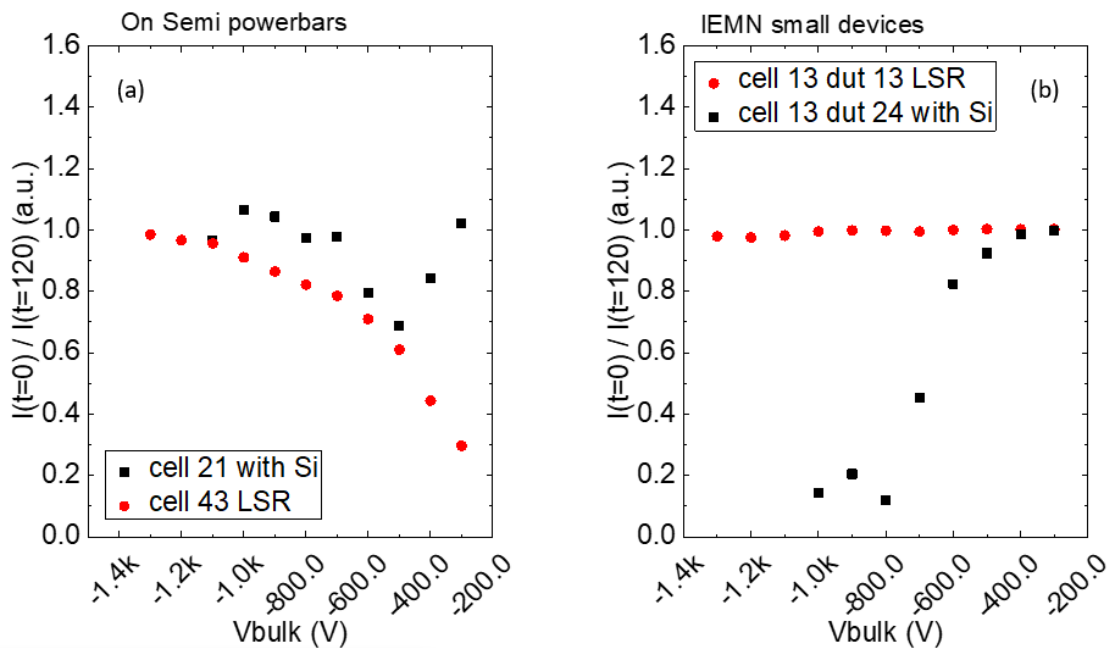 On Semi powerbars
(a)
1.6
1.4
1.2
1.0
0.8
0.6
0.4
0.2
0.0
I(t=0) / I(t=120) (a.u.)
cell 21 with Si
cell 43 LSR
-1.4k
-1.2k
-1.0k
-800.0
-600.0
-400.0
-200.0
Vbulk (V)
IEMN small devices
cell 13 dut 13 LSR
cell 13 dut 24 with Si
(b)
1.6
1.4
1.2
1.0
0.8
0.6
0.4
0.2
0.0
I(t=0) / I(t=120) (a.u.)
-1.4k
-1.2k
-1.0k
-800.0
-600.0
-400.0
-200.0
Vbulk (V)